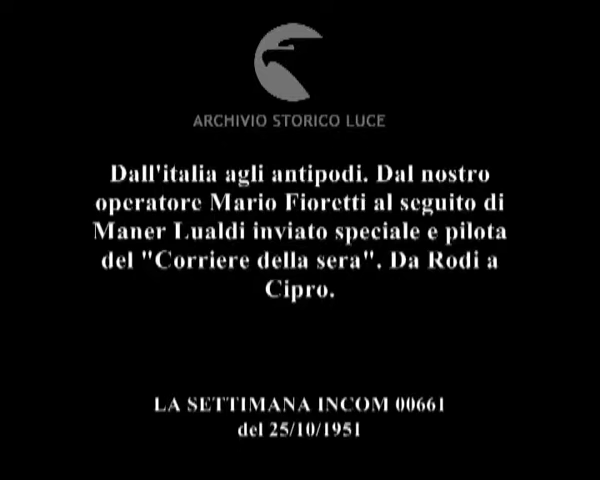 ARCHIVIO STORICO LUCE
Dall'italia agli antipodi. Dal nostro
operatore Mario Fioretti al seguito di
Maner Lualdi inviato speciale e pilota
del "Corriere della sera". Da Rodi a
Cipro.
LA SETTIMANA INCOM 00661
del 25/10/1951